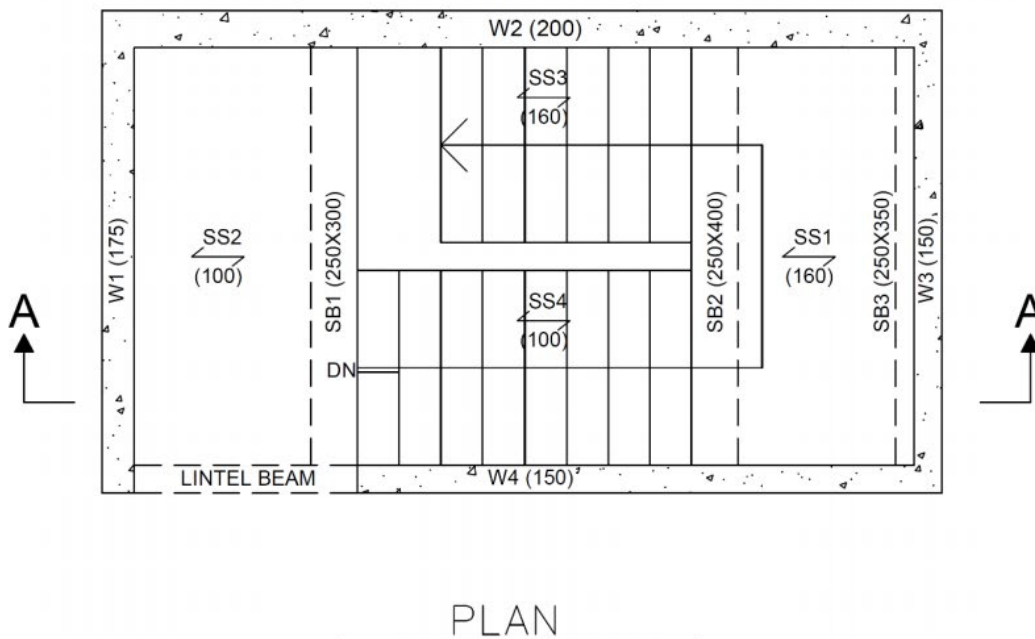 W2 (200)
SS3
(160)
W1 (175)
SS2
(100)
SB1 (250X300)
SB2 (250X400)
SS1
(160)
SB3 (250X350)
W3 (150)
A
A
SS4
(100)
DN
LINTEL BEAM
W4 (150)
PLAN